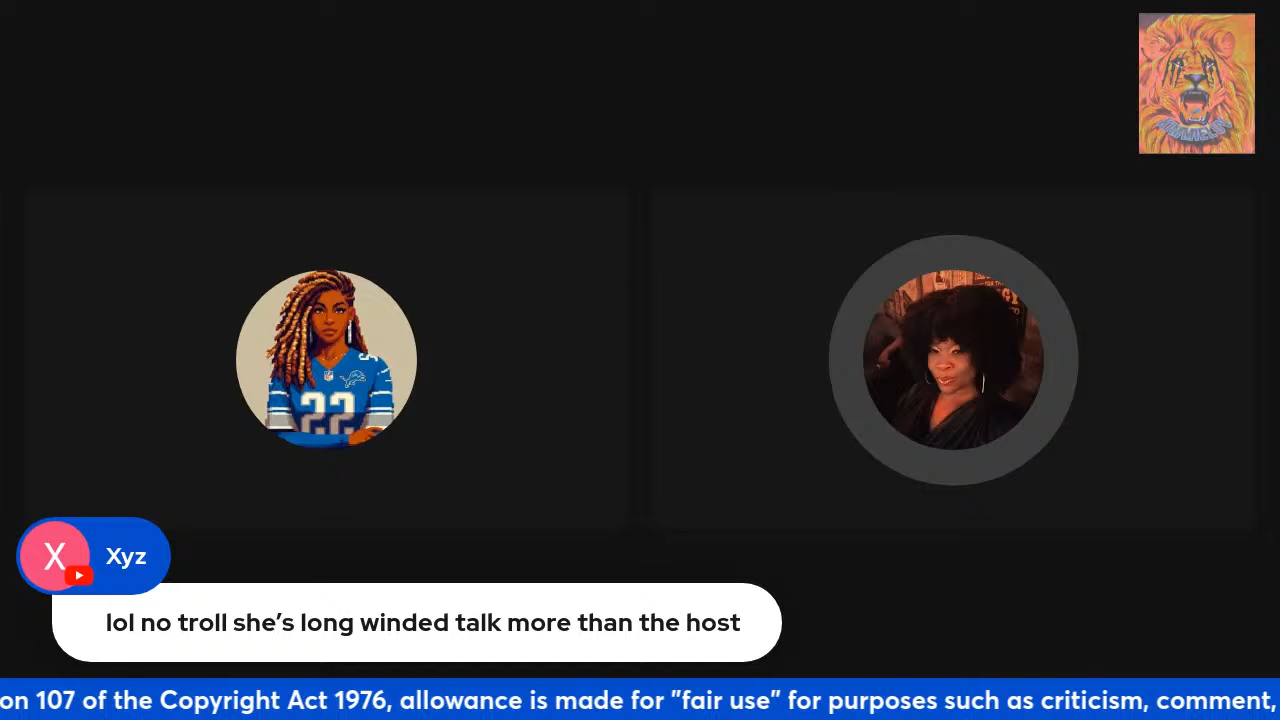 22
X
Xyz
lol no troll she’s long winded talk more than the host
on 107 of the Copyright Act 1976, allowance is made for ”fair use” for purposes such as criticism, comment,